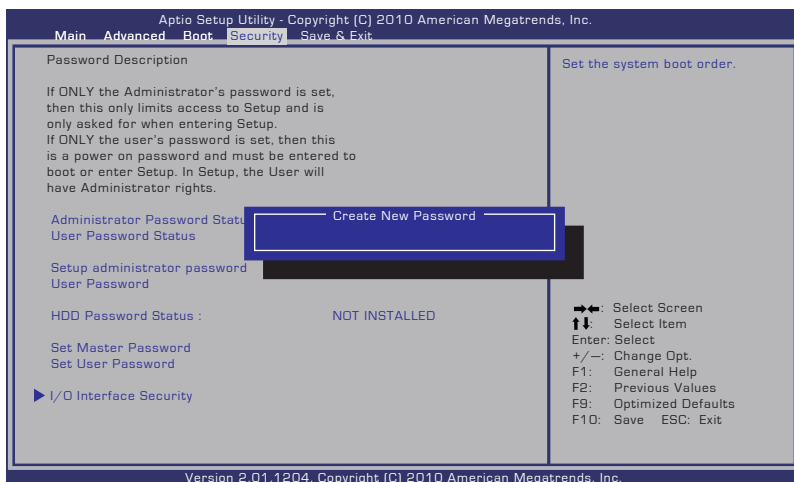 Aptio Setup Utility - Copyright (C) 2010 American Megatrends, Inc.
Main Advanced Boot Security Save & Exit
Password Description
If ONLY the Administrator's password is set,
then this only limits access to Setup and is
only asked for when entering Setup.
If ONLY the user's password is set, then this
is a power on password and must be entered to
boot or enter Setup. In Setup, the User will
have Administrator rights.
Administrator Password Statu
User Password Status
Create New Password
Setup administrator password
User Password
HDD Password Status : NOT INSTALLED
Set Master Password
Set User Password
I/O Interface Security
Set the system boot order.
→←: Select Screen
↑↓: Select Item
Enter: Select
+/—: Change Opt.
F1: General Help
F2: Previous Values
F9: Optimized Defaults
F10: Save ESC: Exit
Version 2.01.1204. Copyright (C) 2010 American Megatrends, Inc.